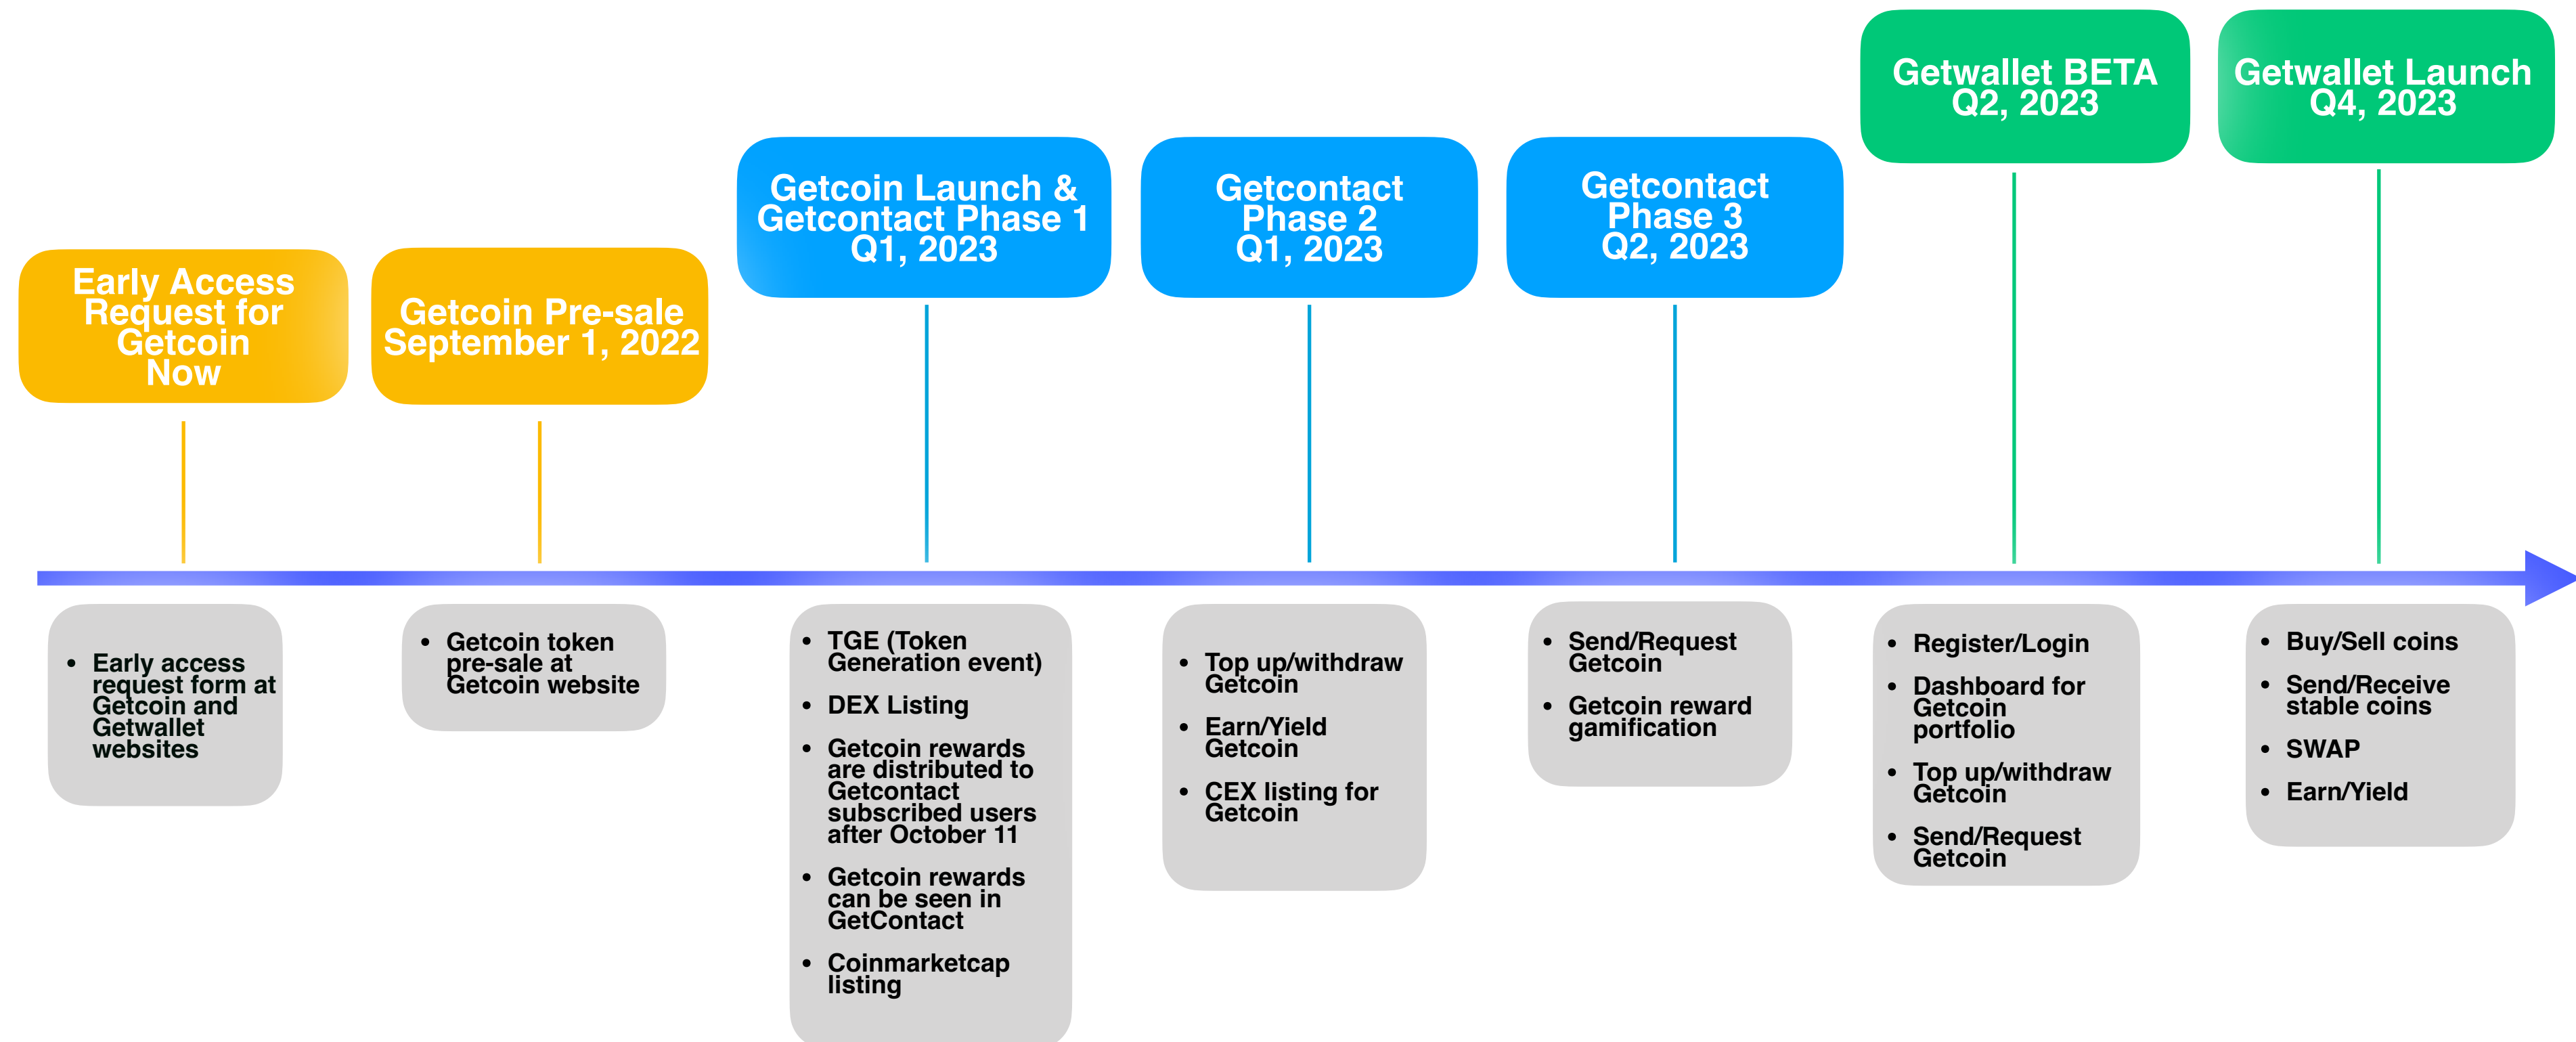 Early Access
Request for
Getcoin
Now
Getcoin Pre-sale
September 1, 2022
Getcoin Launch &
Getcontact Phase 1
Q1, 2023
Getcontact
Phase 2
Q1, 2023
Getcontact
Phase 3
Q2, 2023
Getwallet BETA
Q2, 2023
Getwallet Launch
Q4, 2023
• Early access
request form at
Getcoin and
Getwallet
websites
• Getcoin token
pre-sale at
Getcoin website
• TGE (Token
Generation event)
• DEX Listing
• Getcoin rewards
are distributed to
Getcontact
subscribed users
after October 11
• Getcoin rewards
can be seen in
GetContact
• Coinmarketcap
listing
• Top up/withdraw
Getcoin
• Earn/Yield
Getcoin
• CEX listing for
Getcoin
• Send/Request
Getcoin
• Getcoin reward
gamification
• Register/Login
• Dashboard for
Getcoin
portfolio
• Top up/withdraw
Getcoin
• Send/Request
Getcoin
• Buy/Sell coins
• Send/Receive
stable coins
• SWAP
• Earn/Yield